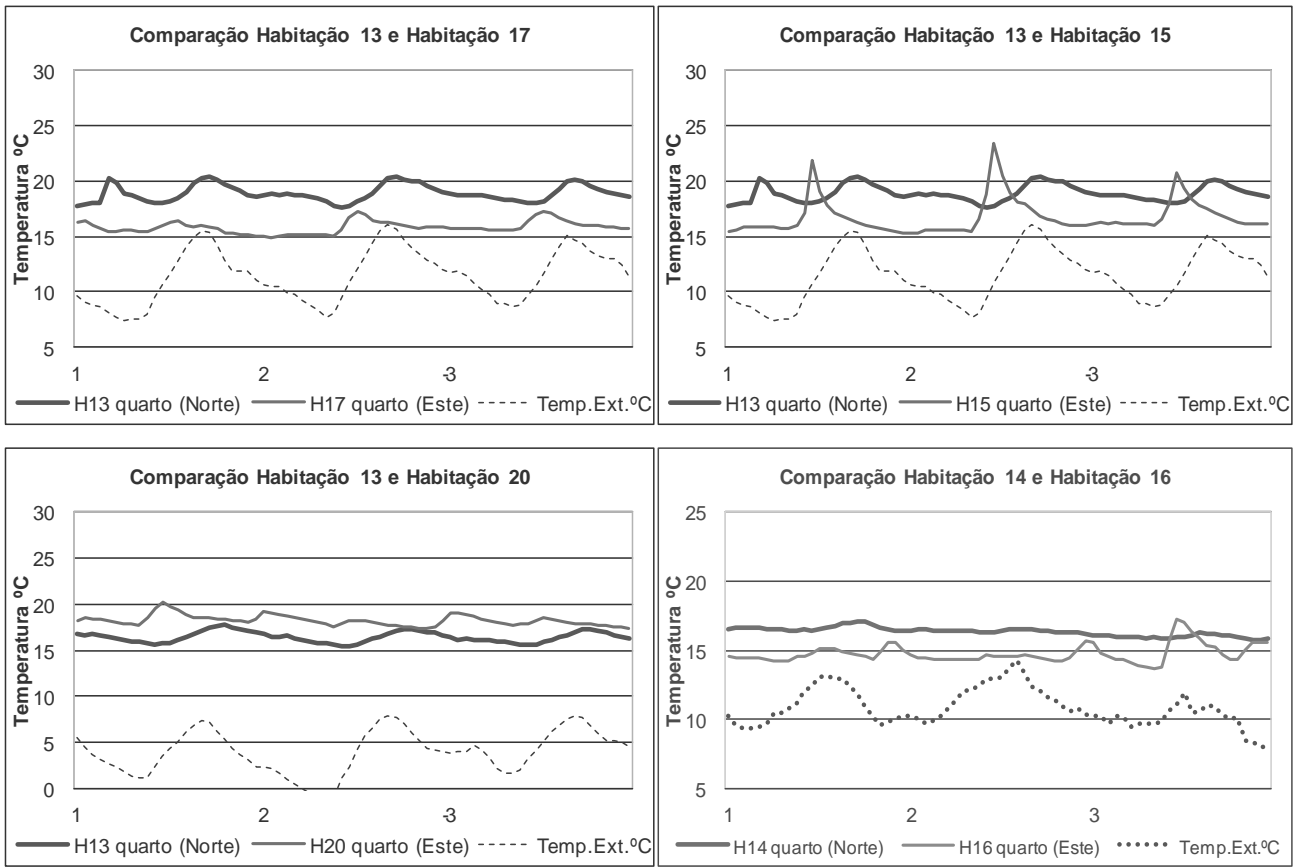 Comparação Habitação 13 e Habitação 17
Temperatura ºC
30
25
20
15
10
5
1 2 -3
H13 quarto (Norte) H17 quarto (Este) Temp.Ext.ºC
Comparação Habitação 13 e Habitação 15
Temperatura ºC
30
25
20
15
10
5
1 2 -3
H13 quarto (Norte) H15 quarto (Este) Temp.Ext.ºC
Comparação Habitação 13 e Habitação 20
Temperatura ºC
30
25
20
15
10
5
0
1 2 -3
H13 quarto (Norte) H20 quarto (Este) Temp.Ext.ºC
Comparação Habitação 14 e Habitação 16
Temperatura ºC
25
20
15
10
5
1 2 3
H14 quarto (Norte) H16 quarto (Este) Temp.Ext.ºC